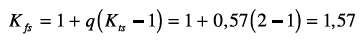 K_fs = 1 + q(K_ts − 1) = 1 + 0,57(2 − 1) = 1,57